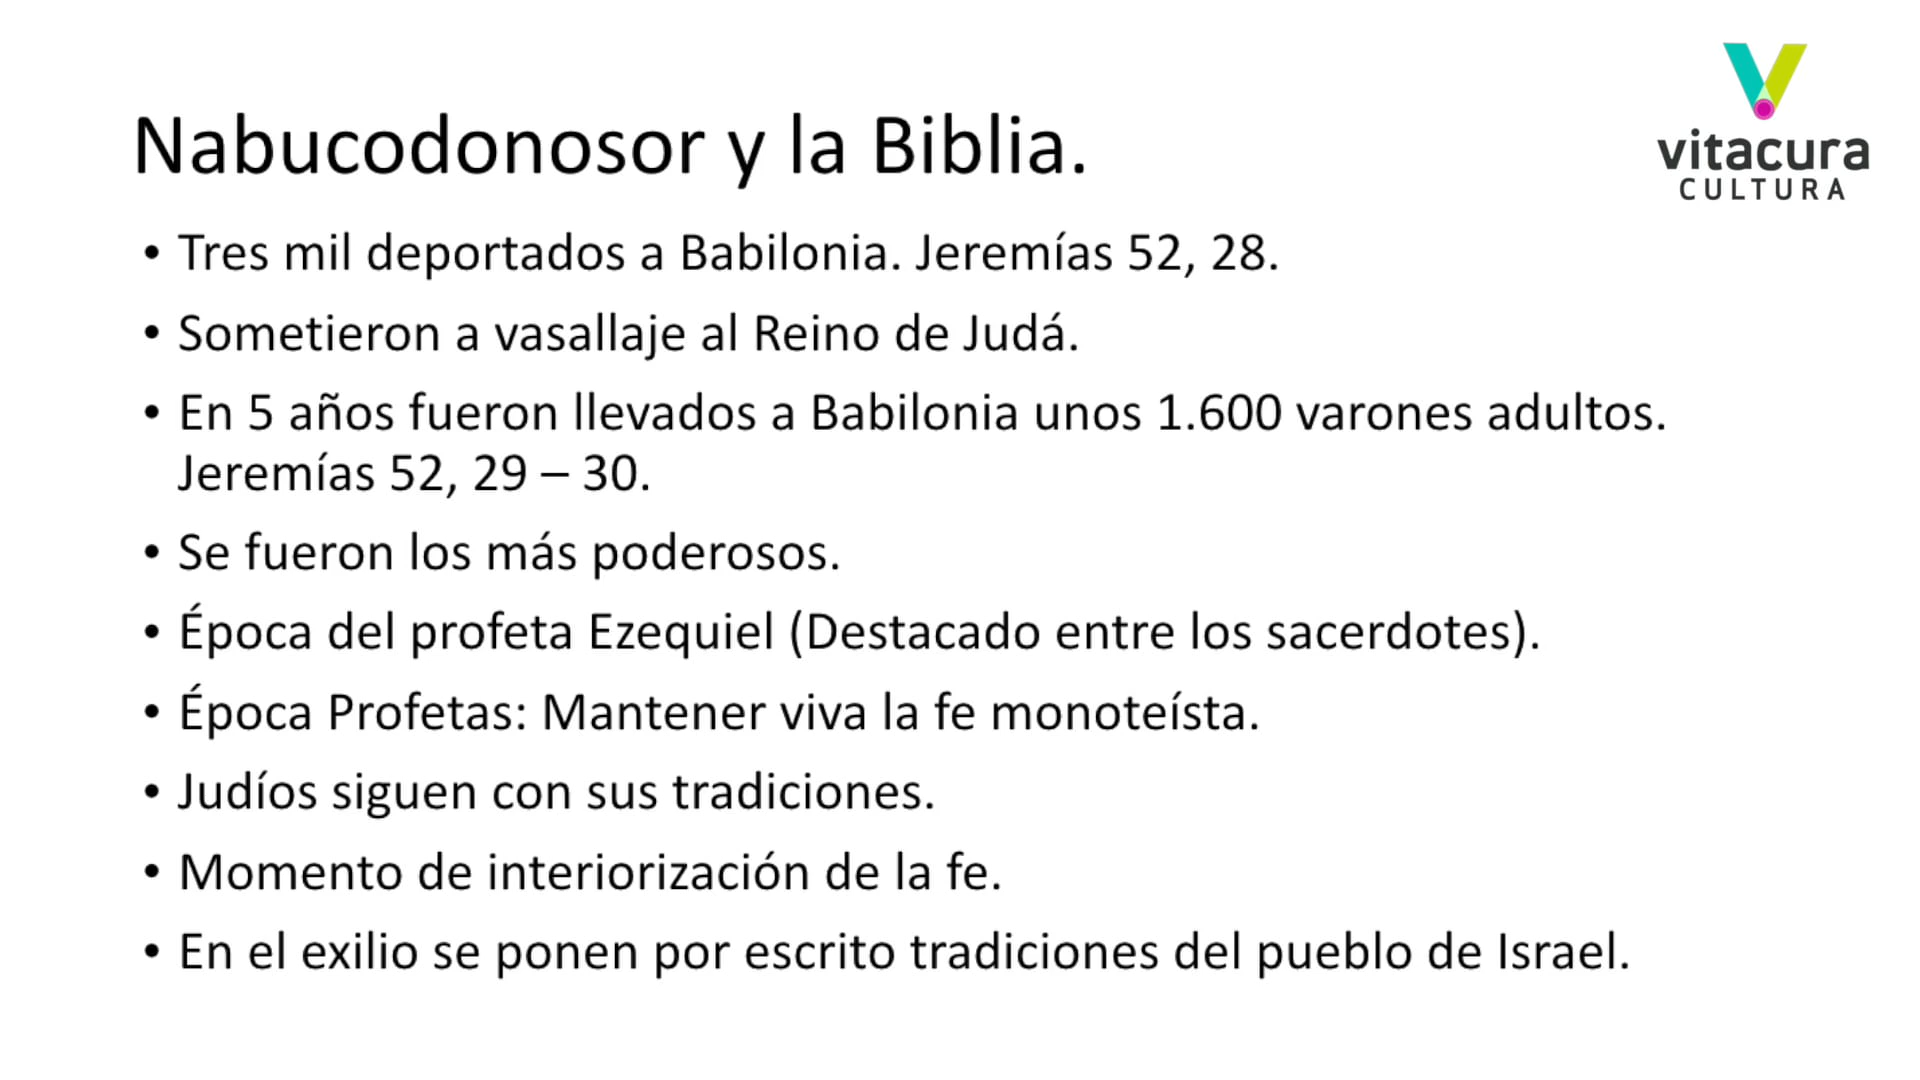 Nabucodonosor y la Biblia.
vitacura
CULTURA
• Tres mil deportados a Babilonia. Jeremías 52, 28.
• Sometieron a vasallaje al Reino de Judá.
• En 5 años fueron llevados a Babilonia unos 1.600 varones adultos.
Jeremías 52, 29 – 30.
• Se fueron los más poderosos.
• Época del profeta Ezequiel (Destacado entre los sacerdotes).
• Época Profetas: Mantener viva la fe monoteísta.
• Judíos siguen con sus tradiciones.
• Momento de interiorización de la fe.
• En el exilio se ponen por escrito tradiciones del pueblo de Israel.